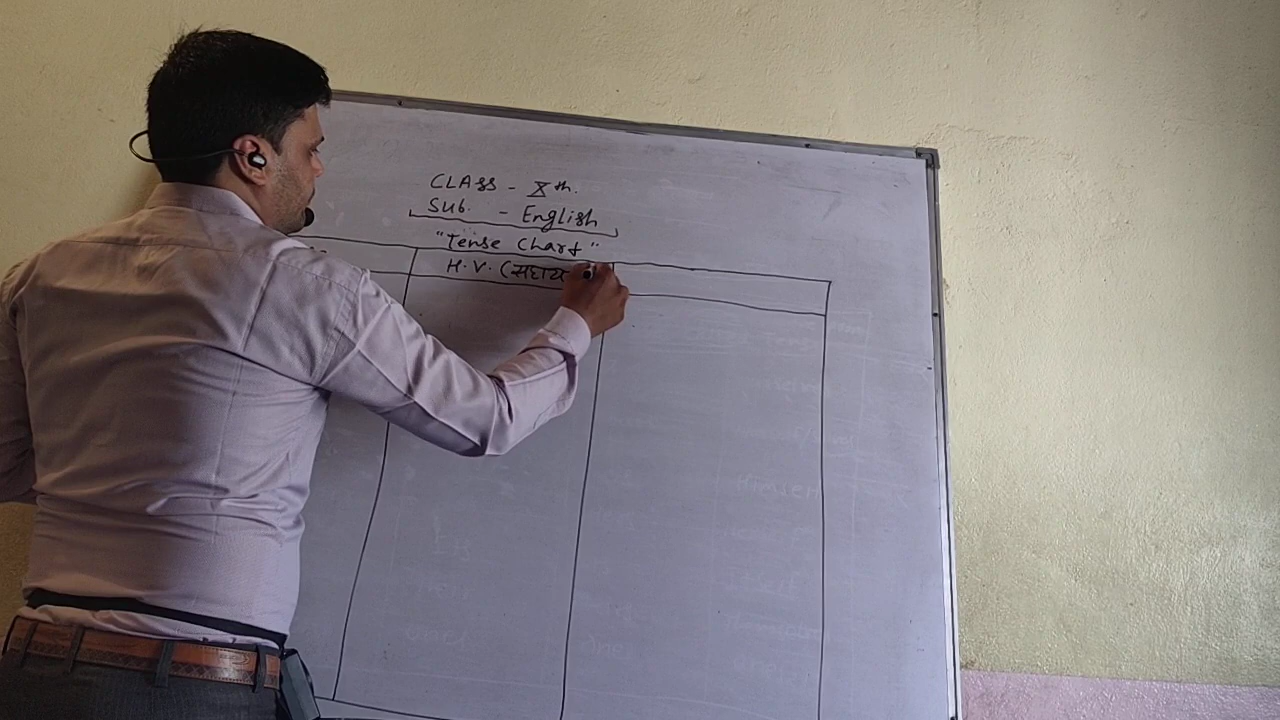 CLASS - Xth.
Sub. - English
"Tense Chart"
H.V. (सहाय